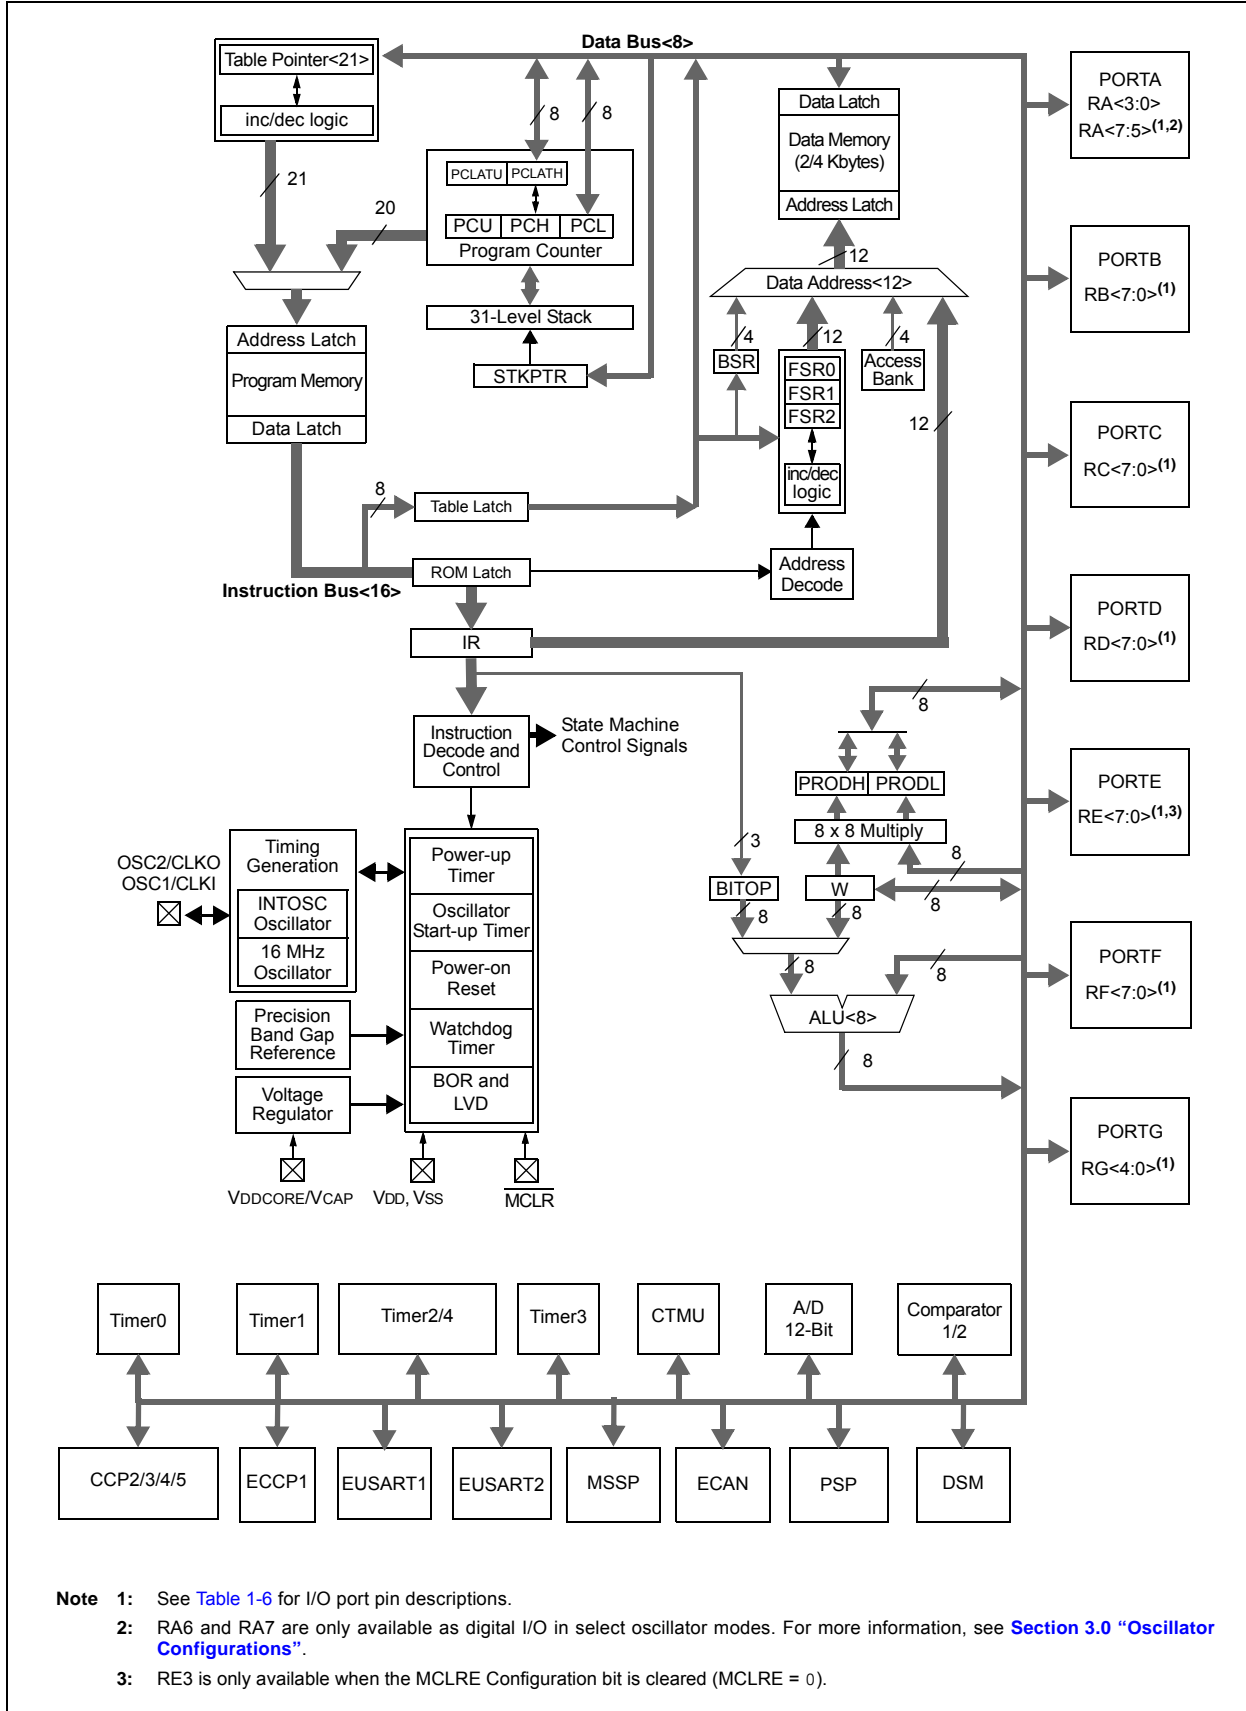 Data Bus<8>
Table Pointer<21>
inc/dec logic
21
20
8
8
PCLATU PCLATH
PCU PCH PCL
Program Counter
31-Level Stack
STKPTR
Data Latch
Data Memory
(2/4 Kbytes)
Address Latch
12
Data Address<12>
4
12
4
BSR
FSR0
FSR1
FSR2
inc/dec
logic
Access
Bank
12
Address
Decode
Address Latch
Program Memory
Data Latch
8
Table Latch
ROM Latch
Instruction Bus<16>
IR
Instruction
Decode and
Control
State Machine
Control Signals
8
PRODH PRODL
8 x 8 Multiply
3
8
BITOP
W
8
8
8
8
8
ALU<8>
8
OSC2/CLKO
OSC1/CLKI
Timing
Generation
INTOSC
Oscillator
16 MHz
Oscillator
Precision
Band Gap
Reference
Voltage
Regulator
Power-up
Timer
Oscillator
Start-up Timer
Power-on
Reset
Watchdog
Timer
BOR and
LVD
VDDCORE/VCAP
VDD, VSS
MCLR
PORTA
RA<3:0>
RA<7:5>(1,2)
PORTB
RB<7:0>(1)
PORTC
RC<7:0>(1)
PORTD
RD<7:0>(1)
PORTE
RE<7:0>(1,3)
PORTF
RF<7:0>(1)
PORTG
RG<4:0>(1)
Timer0
Timer1
Timer2/4
Timer3
CTMU
A/D
12-Bit
Comparator
1/2
CCP2/3/4/5
ECCP1
EUSART1
EUSART2
MSSP
ECAN
PSP
DSM
Note 1: See Table 1-6 for I/O port pin descriptions.
2: RA6 and RA7 are only available as digital I/O in select oscillator modes. For more information, see Section 3.0 “Oscillator
Configurations”.
3: RE3 is only available when the MCLRE Configuration bit is cleared (MCLRE = 0).